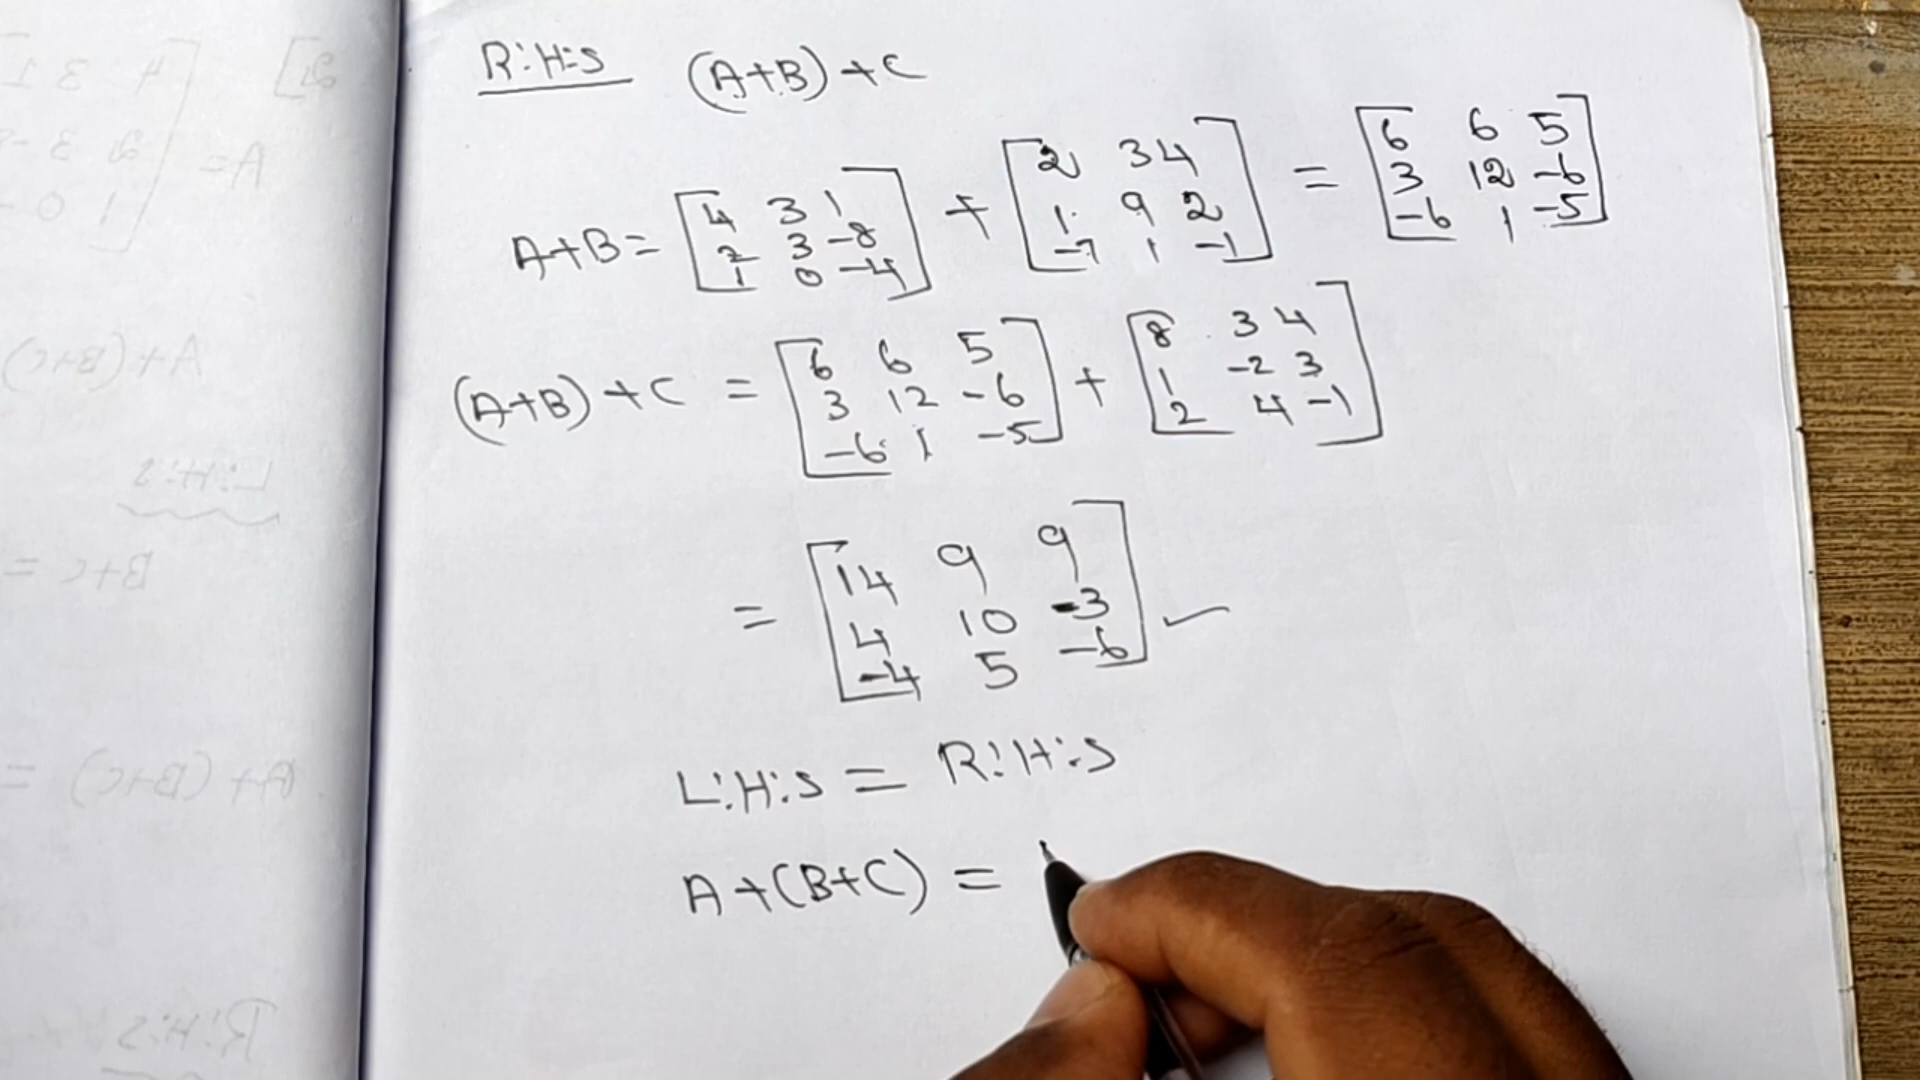 R.H.S (A+B)+C
A+B= [4 3 1
2 3 -8
1 0 -4] + [2 3 4
1 9 2
-7 1 -1] = [6 6 5
3 12 -6
-6 1 -5]
(A+B)+C = [6 6 5
3 12 -6
-6 1 -5] + [8 3 4
1 -2 3
2 4 -1]
= [14 9 9
4 10 -3
-4 5 -6] ✓
L.H.S = R.H.S
A+(B+C) =